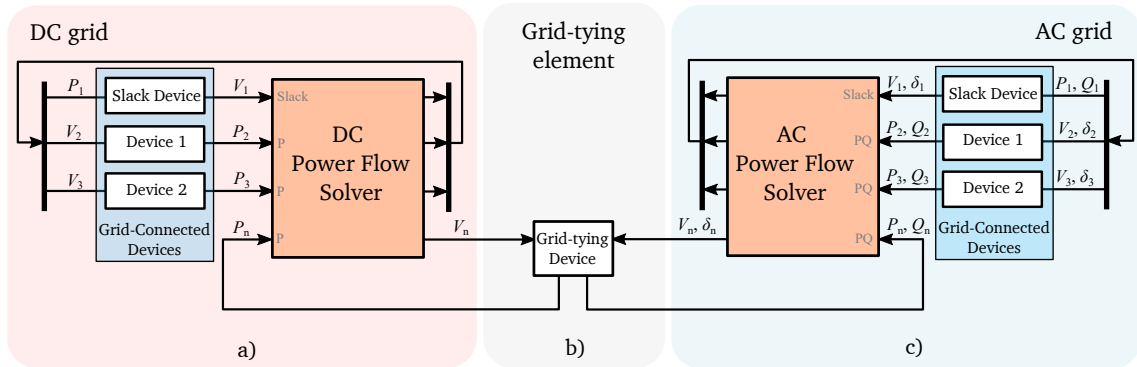 DC grid
P1
V2
V3
Slack Device
Device 1
Device 2
Grid-Connected
Devices
V1
P2
P3
Pn
Slack
P
P
P
DC
Power Flow
Solver
Vn
a)
Grid-tying
element
Grid-tying
Device
b)
AC grid
Vn, δn
AC
Power Flow
Solver
Slack
PQ
PQ
PQ
V1, δ1
P2, Q2
P3, Q3
Pn, Qn
Slack Device
Device 1
Device 2
Grid-Connected
Devices
P1, Q1
V2, δ2
V3, δ3
c)